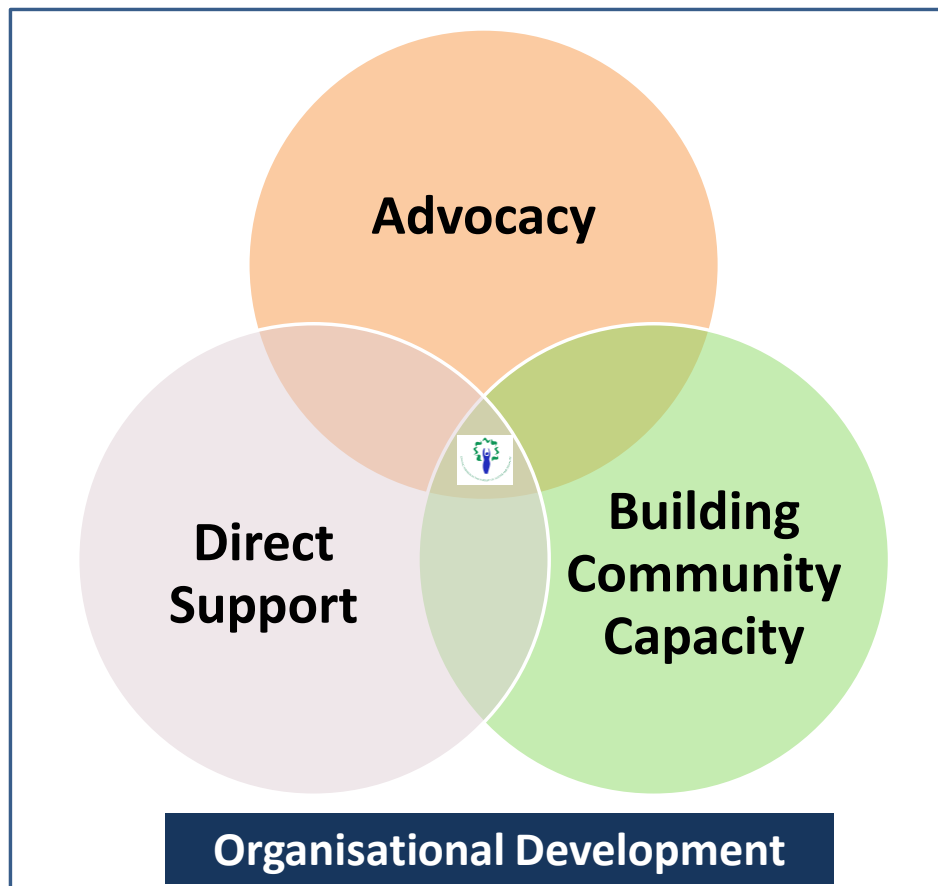 Advocacy
Direct
Support
Building
Community
Capacity
Organisational Development